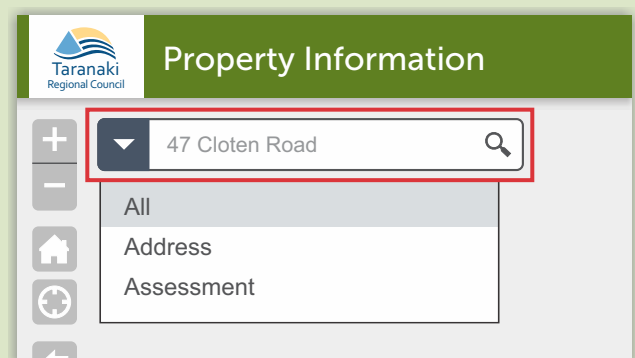 Taranaki
Regional Council
Property Information
47 Cloten Road
All
Address
Assessment